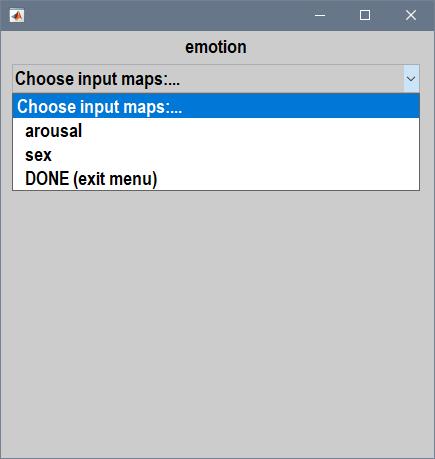 emotion
Choose input maps:...
Choose input maps:...
arousal
sex
DONE (exit menu)